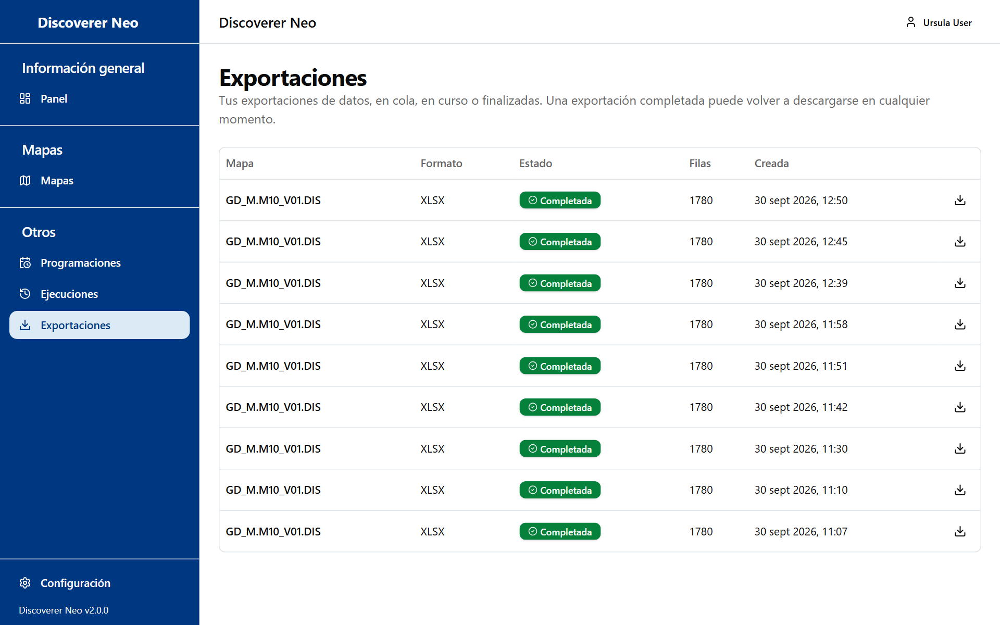 Discoverer Neo
Discoverer Neo
Ursula User
Información general
Panel
Mapas
Mapas
Otros
Programaciones
Ejecuciones
Exportaciones
Configuración
Discoverer Neo v2.0.0
Exportaciones
Tus exportaciones de datos, en cola, en curso o finalizadas. Una exportación completada puede volver a descargarse en cualquier
momento.
Mapa Formato Estado Filas Creada
GD_M.M10_V01.DIS XLSX Completada 1780 30 sept 2026, 12:50
GD_M.M10_V01.DIS XLSX Completada 1780 30 sept 2026, 12:45
GD_M.M10_V01.DIS XLSX Completada 1780 30 sept 2026, 12:39
GD_M.M10_V01.DIS XLSX Completada 1780 30 sept 2026, 11:58
GD_M.M10_V01.DIS XLSX Completada 1780 30 sept 2026, 11:51
GD_M.M10_V01.DIS XLSX Completada 1780 30 sept 2026, 11:42
GD_M.M10_V01.DIS XLSX Completada 1780 30 sept 2026, 11:30
GD_M.M10_V01.DIS XLSX Completada 1780 30 sept 2026, 11:10
GD_M.M10_V01.DIS XLSX Completada 1780 30 sept 2026, 11:07